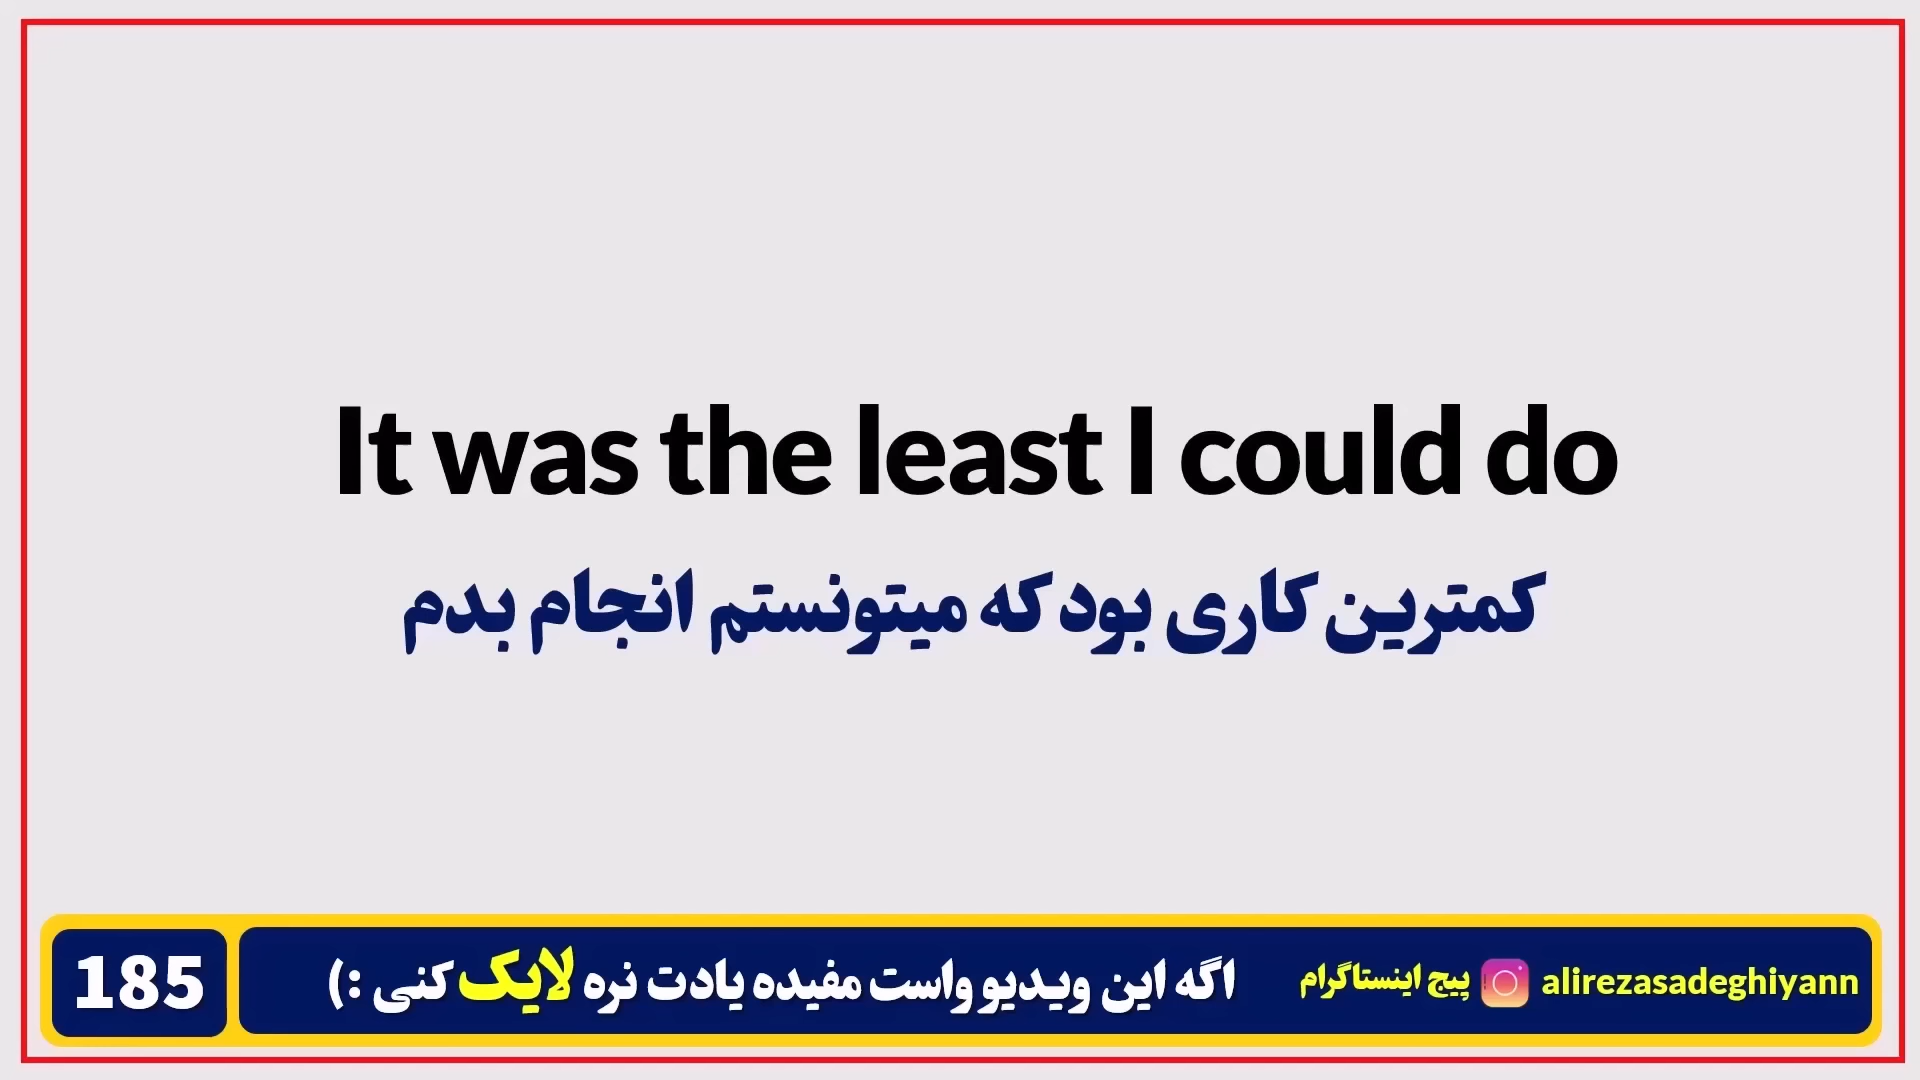 It was the least I could do
کمترین کاری بود که میتونستم انجام بدم
185
اگه این ویدیو واست مفیده یادت نره لایک کنی :)
پیج اینستاگرام
alirezasadeghiyann